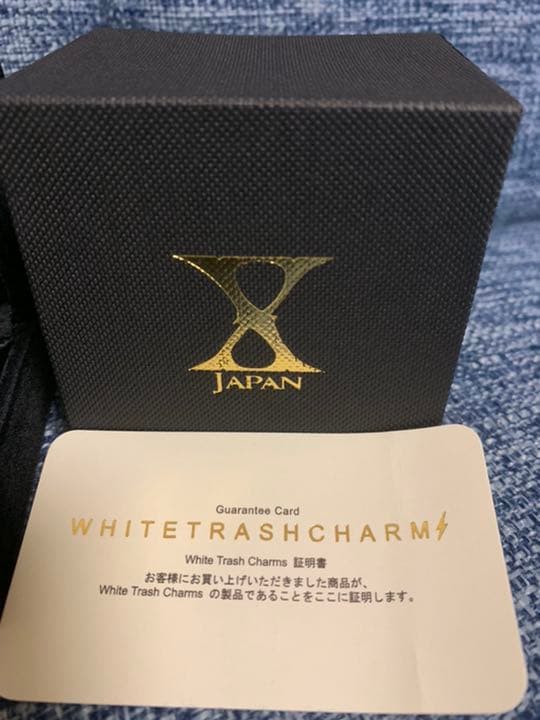 X
JAPAN
Guarantee Card
WHITETRASHCHARM⚡
White Trash Charms 証明書
お客様にお買い上げいただきました商品が、
White Trash Charms の製品であることをここに証明します。